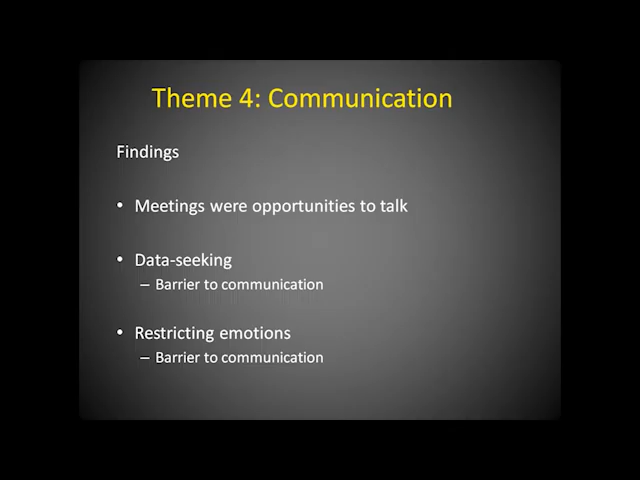 Theme 4: Communication
Findings
• Meetings were opportunities to talk
• Data-seeking
– Barrier to communication
• Restricting emotions
– Barrier to communication